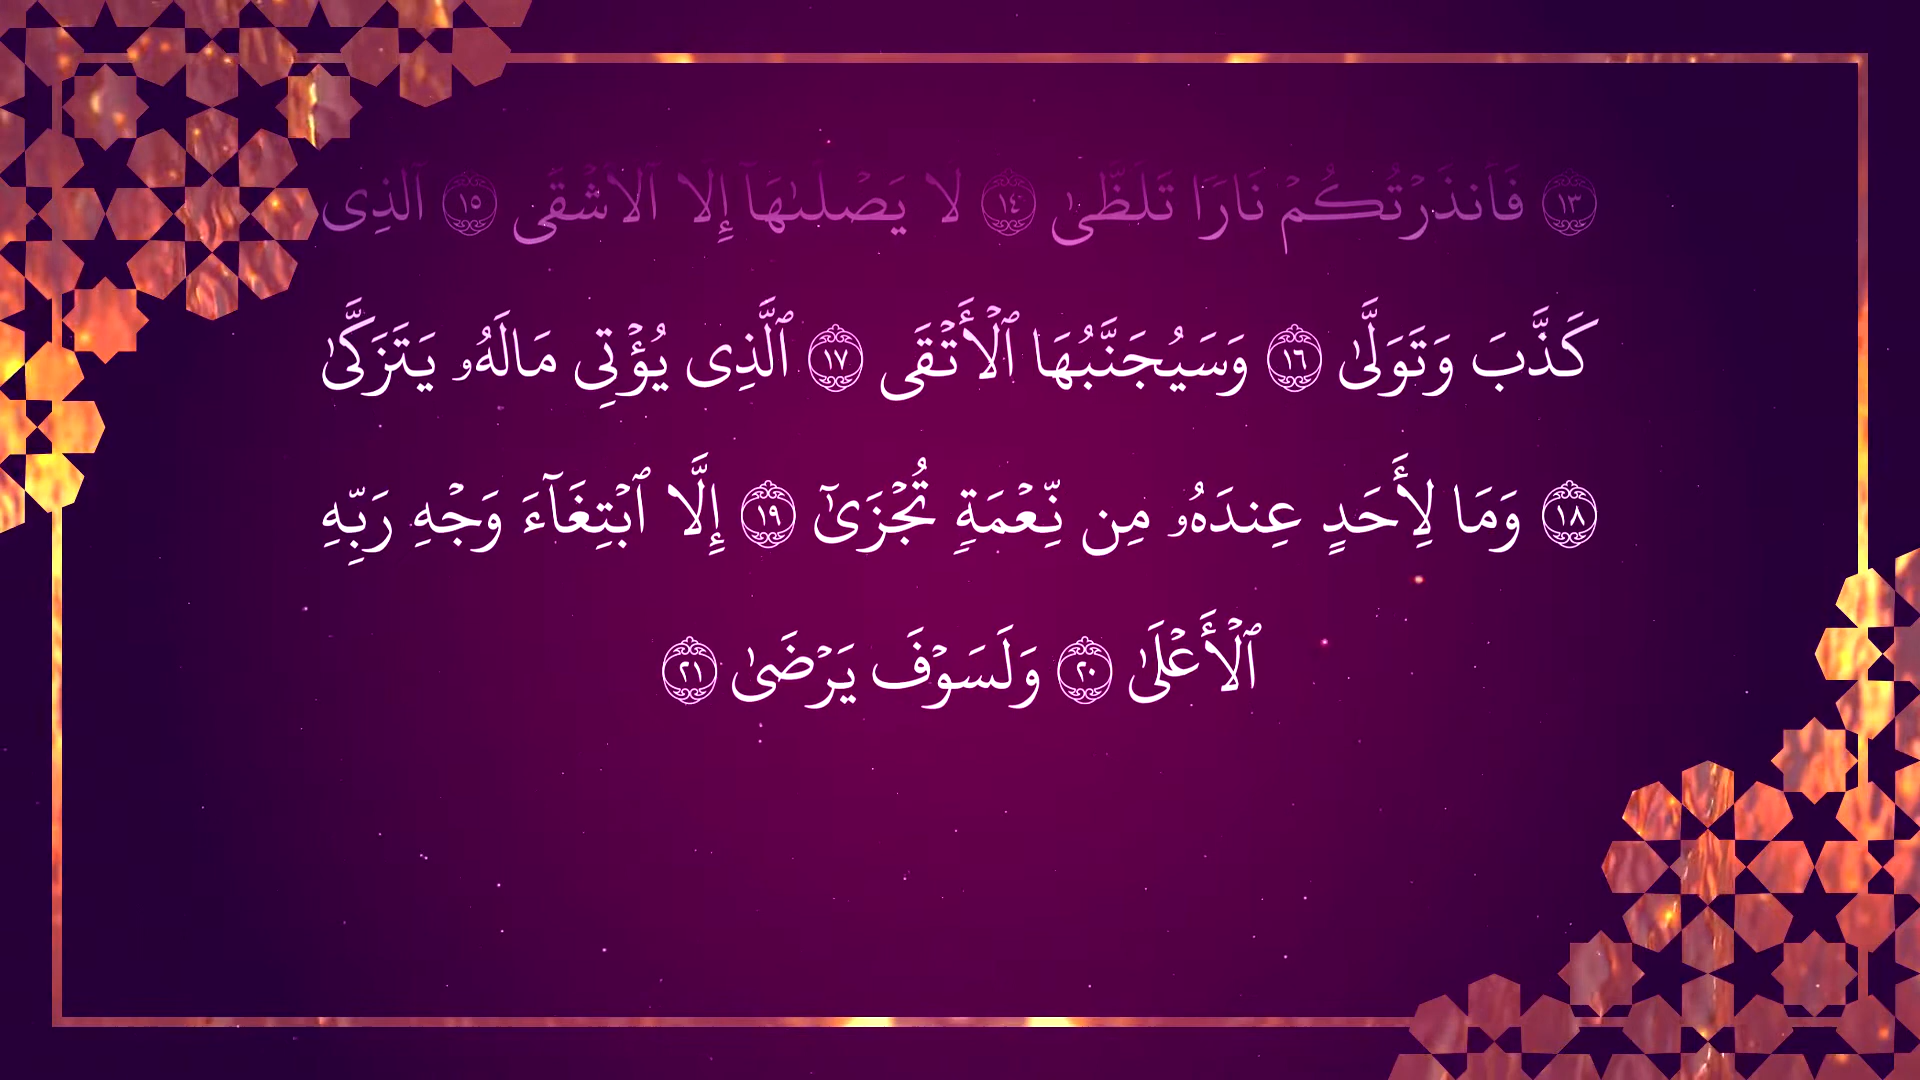 ۝١٣ فَأَنذَرْتُكُمْ نَارًا تَلَظَّىٰ ۝١٤ لَا يَصْلَىٰهَآ إِلَّا ٱلْأَشْقَى ۝١٥ ٱلَّذِى
كَذَّبَ وَتَوَلَّىٰ ۝١٦ وَسَيُجَنَّبُهَا ٱلْأَتْقَى ۝١٧ ٱلَّذِى يُؤْتِى مَالَهُۥ يَتَزَكَّىٰ
۝١٨ وَمَا لِأَحَدٍ عِندَهُۥ مِن نِّعْمَةٍ تُجْزَىٰٓ ۝١٩ إِلَّا ٱبْتِغَآءَ وَجْهِ رَبِّهِ
ٱلْأَعْلَىٰ ۝٢٠ وَلَسَوْفَ يَرْضَىٰ ۝٢١